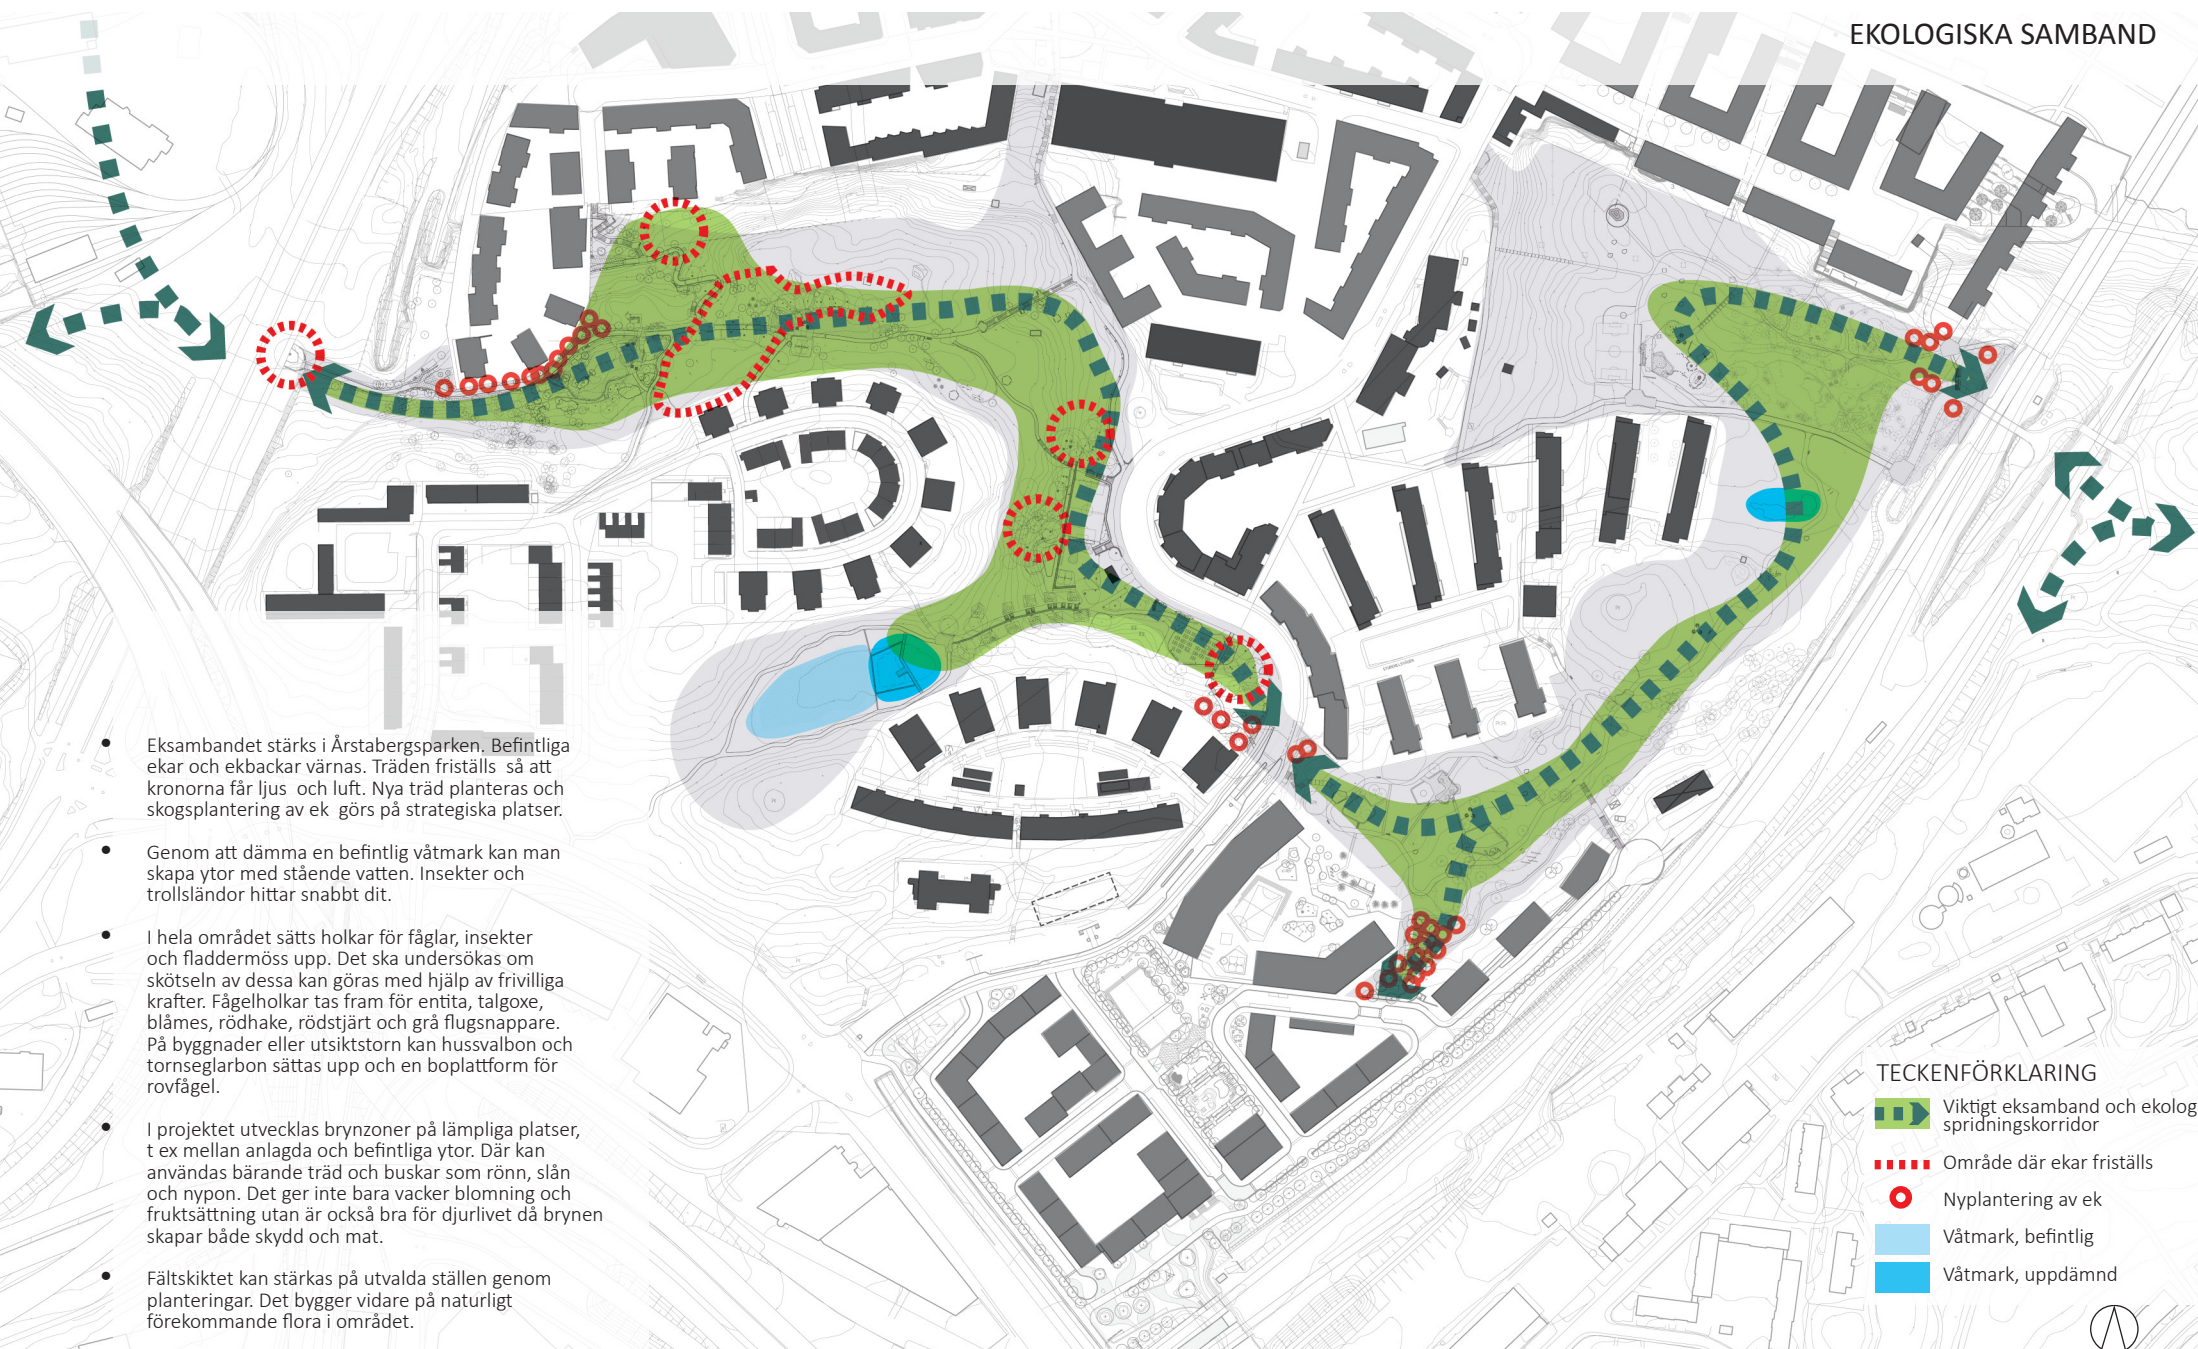 EKOLOGISKA SAMBAND
• Eksambandet stärks i Årstabergsparken. Befintliga
ekar och ekbackar värnas. Träden friställs så att
kronorna får ljus och luft. Nya träd planteras och
skogsplantering av ek görs på strategiska platser.
• Genom att dämma en befintlig våtmark kan man
skapa ytor med stående vatten. Insekter och
trollsländor hittar snabbt dit.
• I hela området sätts holkar för fåglar, insekter
och fladdermöss upp. Det ska undersökas om
skötseln av dessa kan göras med hjälp av frivilliga
krafter. Fågelholkar tas fram för entita, talgoxe,
blåmes, rödhake, rödstjärt och grå flugsnappare.
På byggnader eller utsiktstorn kan hussvalbon och
tornseglarbon sättas upp och en boplattform för
rovfågel.
• I projektet utvecklas brynzoner på lämpliga platser,
t ex mellan anlagda och befintliga ytor. Där kan
användas bärande träd och buskar som rönn, slån
och nypon. Det ger inte bara vacker blomning och
fruktsättning utan är också bra för djurlivet då brynen
skapar både skydd och mat.
• Fältskiktet kan stärkas på utvalda ställen genom
planteringar. Det bygger vidare på naturligt
förekommande flora i området.
TECKENFÖRKLARING
Viktigt eksamband och ekolog
spridningskorridor
Område där ekar friställs
Nyplantering av ek
Våtmark, befintlig
Våtmark, uppdämnd